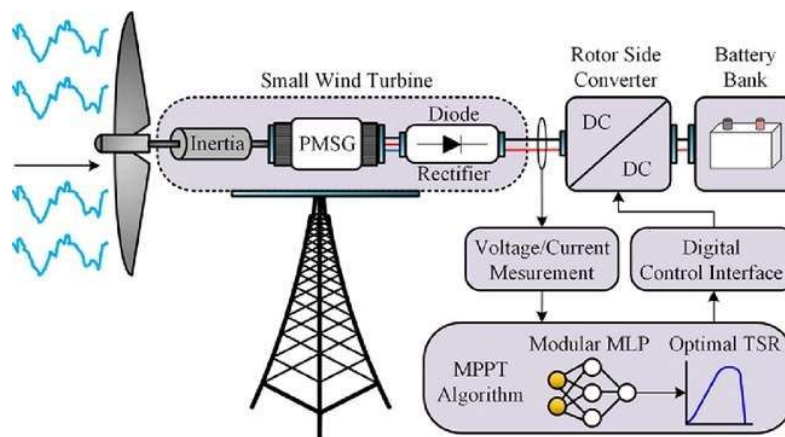 Small Wind Turbine
Inertia
PMSG
Diode
Rectifier
Rotor Side
Converter
DC
DC
Battery
Bank
Voltage/Current
Mesurement
Digital
Control Interface
MPPT
Algorithm
Modular MLP
Optimal TSR